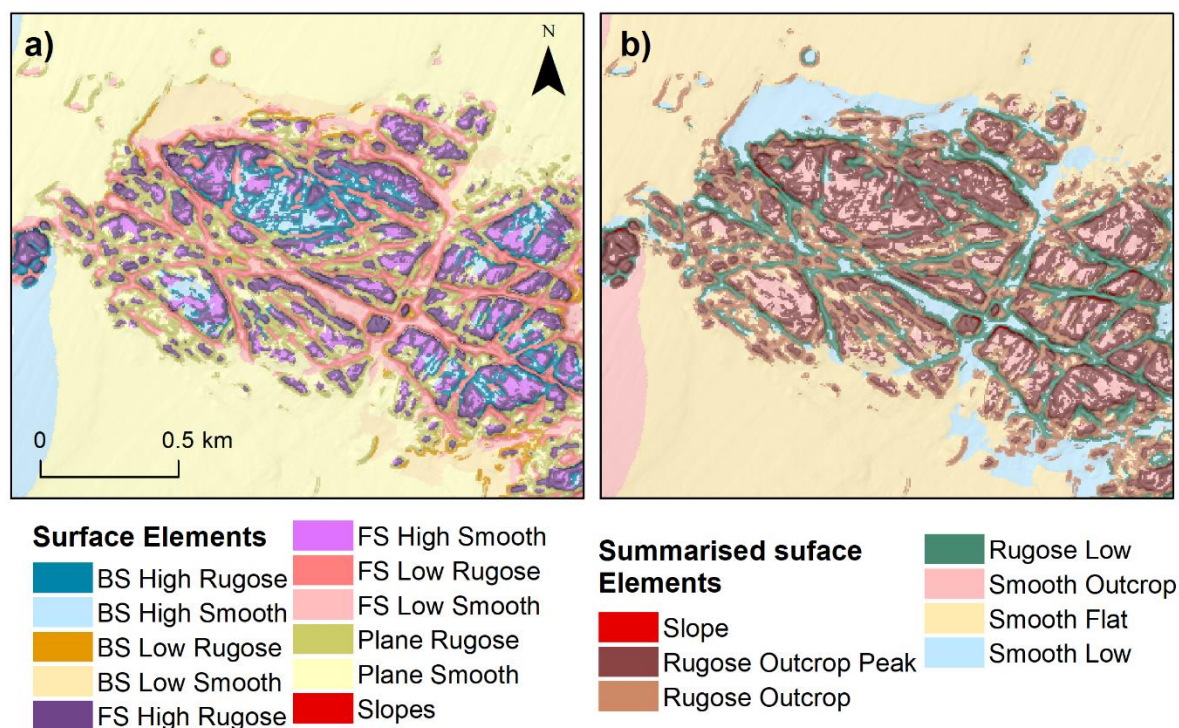 a)
N
b)
0 0.5 km
Surface Elements
BS High Rugose
BS High Smooth
BS Low Rugose
BS Low Smooth
FS High Rugose
FS High Smooth
FS Low Rugose
FS Low Smooth
Plane Rugose
Plane Smooth
Slopes
Summarised suface
Elements
Slope
Rugose Outcrop Peak
Rugose Outcrop
Rugose Low
Smooth Outcrop
Smooth Flat
Smooth Low